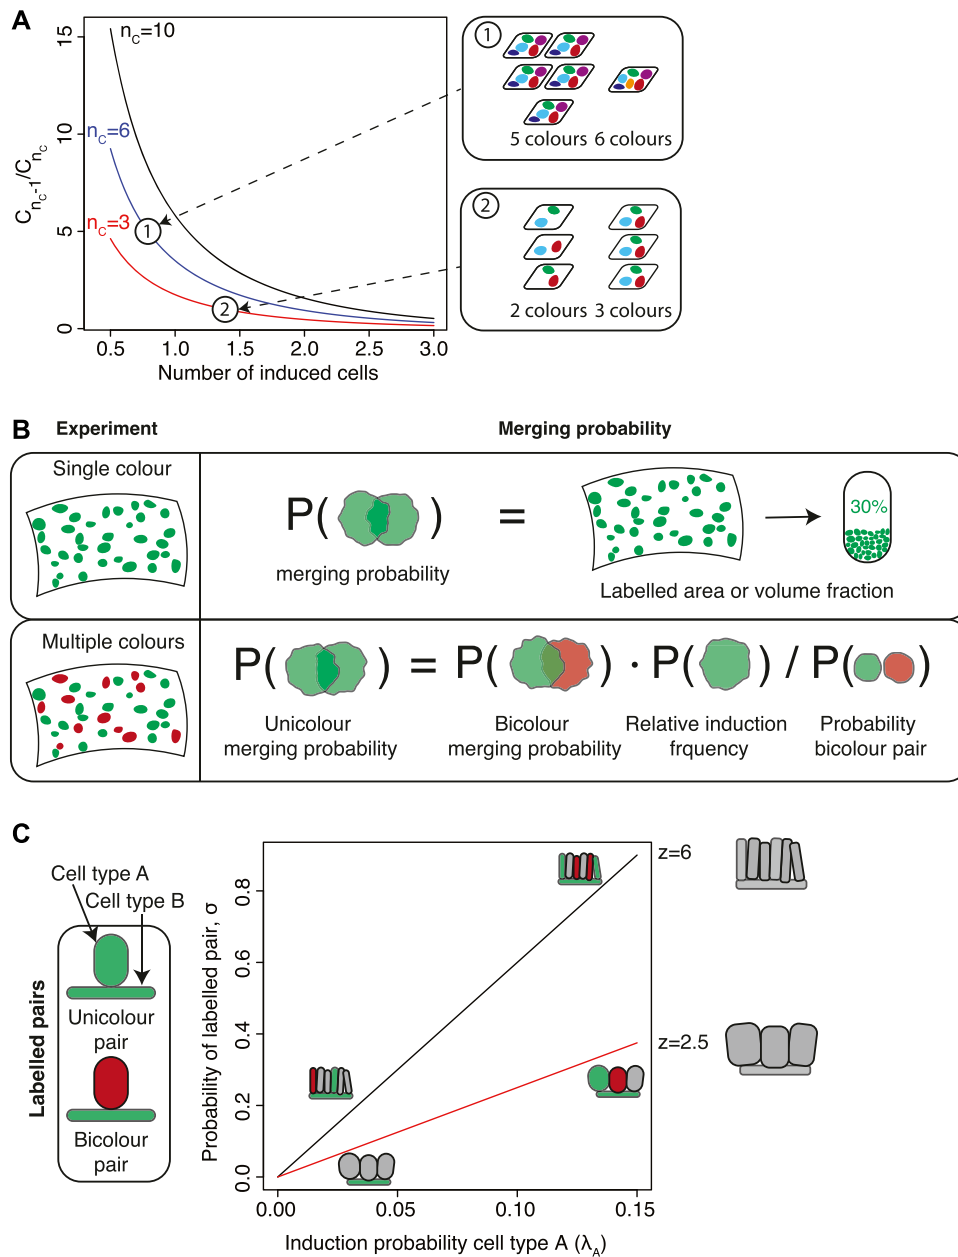 A
C_{n_C-1}/C_{n_C}
15
10
5
0
n_C=10
n_C=6
n_C=3
1
2
0.5 1.0 1.5 2.0 2.5 3.0
Number of induced cells
1
5 colours 6 colours
2
2 colours 3 colours
B Experiment Merging probability
Single colour
P( ) =
30%
merging probability
Labelled area or volume fraction
Multiple colours
P( ) = P( ) · P( ) / P( )
Unicolour
merging probability
Bicolour
merging probability
Relative induction
frquency
Probability
bicolour pair
C
Cell type A
Cell type B
Labelled pairs
Unicolour
pair
Bicolour
pair
Probability of labelled pair, σ
0.8
0.6
0.4
0.2
0.0
z=6
z=2.5
0.00 0.05 0.10 0.15
Induction probability cell type A (λ_A)